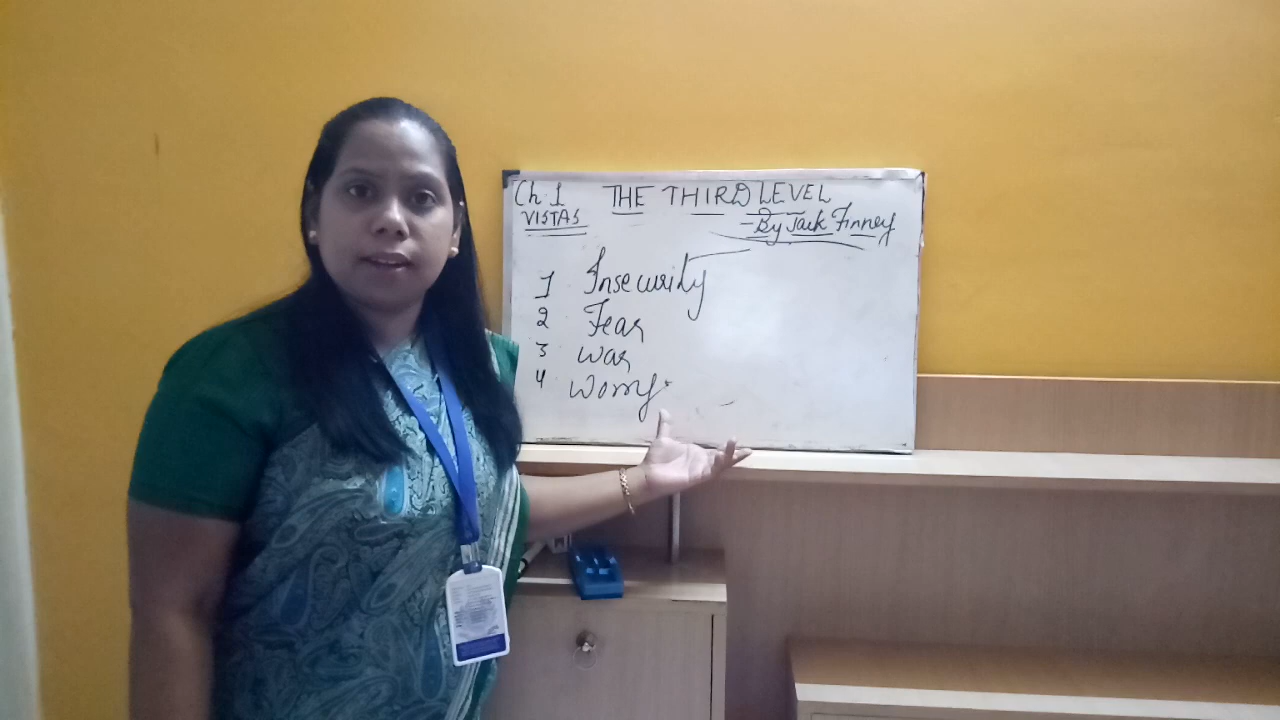 Ch. 1 THE THIRD LEVEL
VISTAS - By Jack Finney
1 Insecurity
2 Fear
3 war
4 Worry.